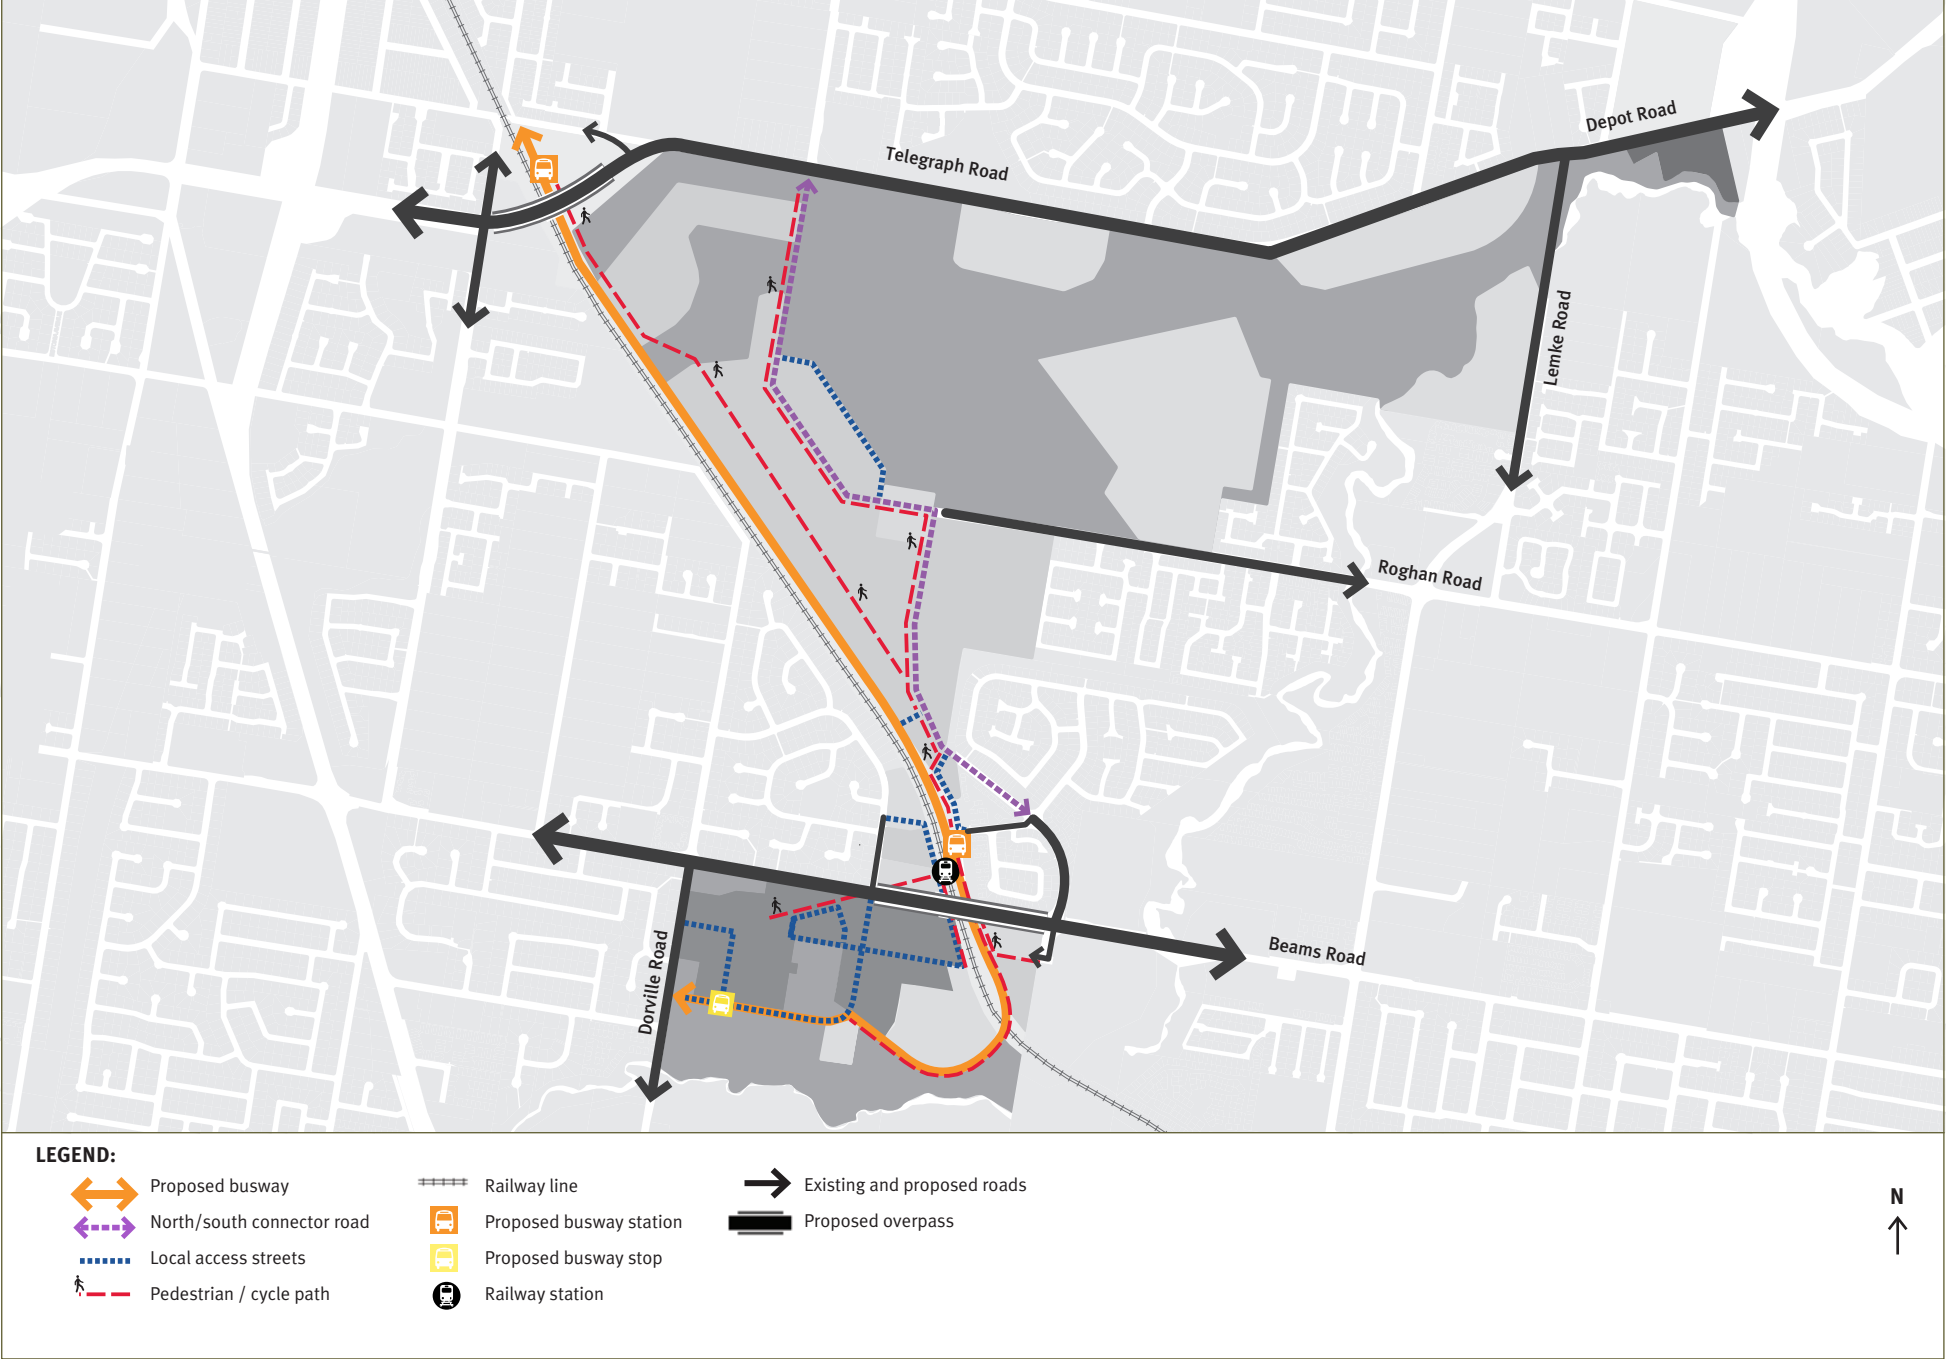 Depot Road
Telegraph Road
Lemke Road
Roghan Road
Beams Road
Dorville Road
LEGEND:
Proposed busway
North/south connector road
Local access streets
Pedestrian / cycle path
Railway line
Proposed busway station
Proposed busway stop
Railway station
Existing and proposed roads
Proposed overpass
N